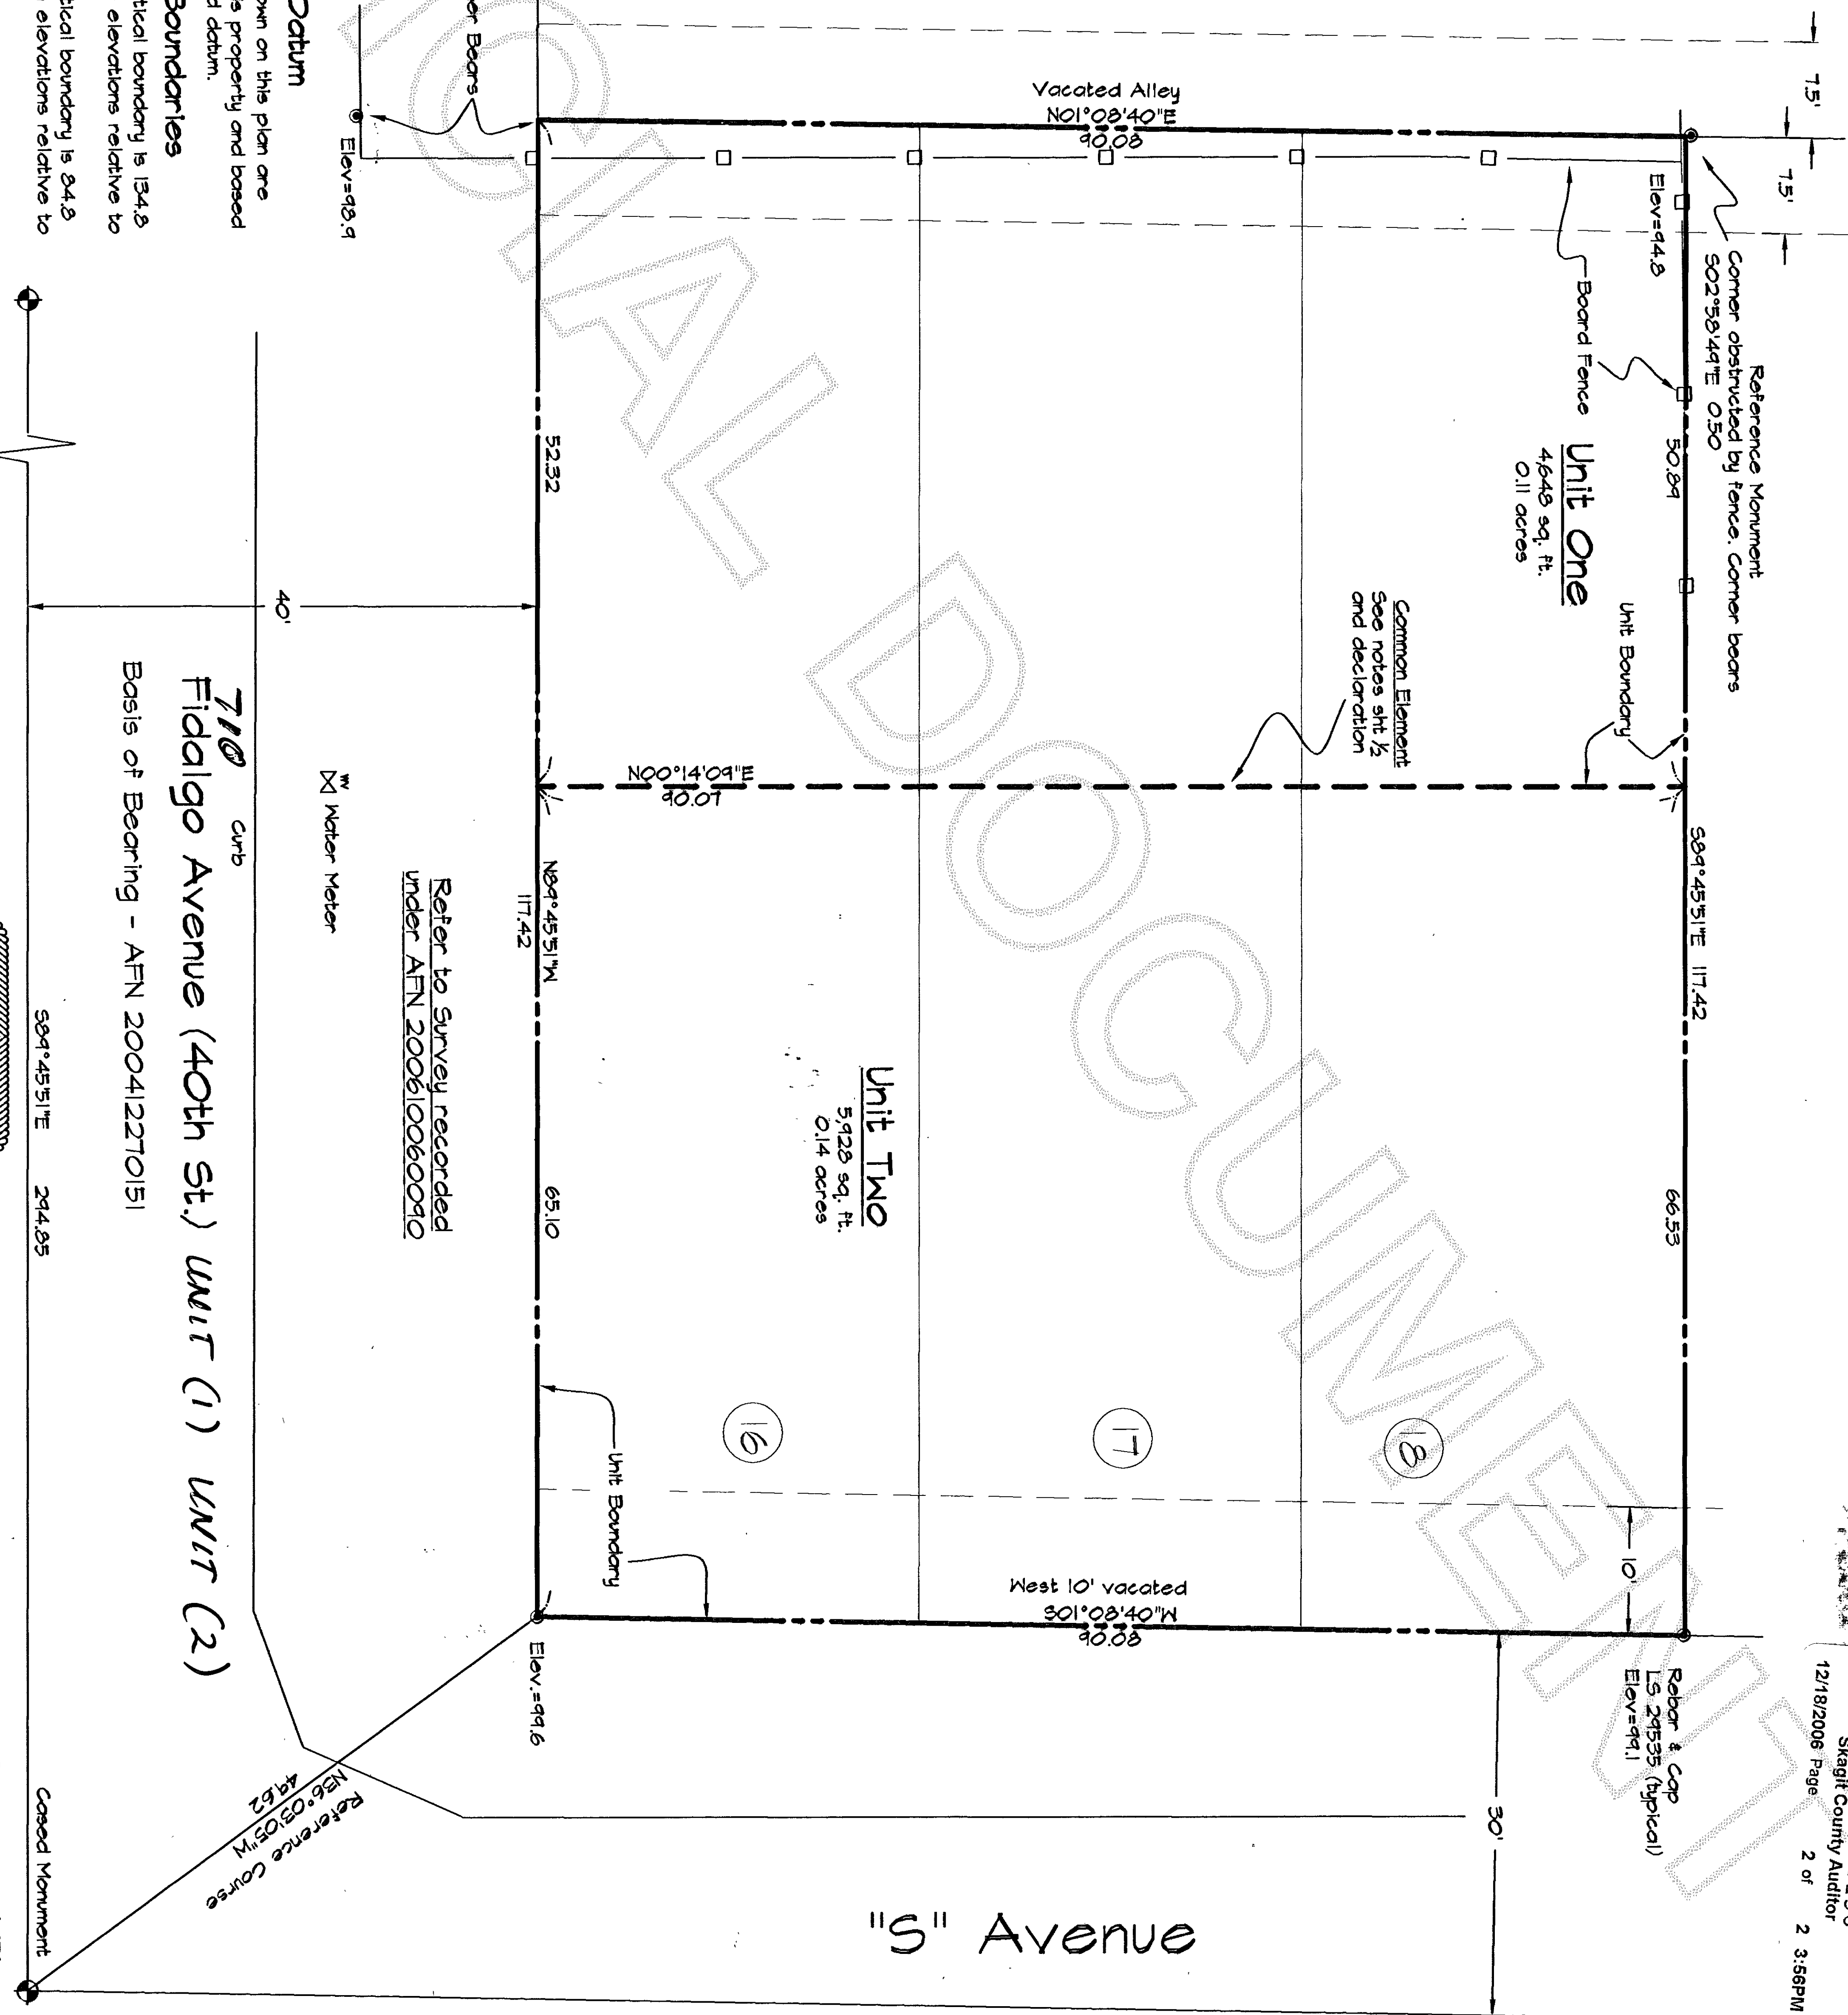 Skagit County Auditor
12/18/2006 Page 2 of 2 3:56PM
7.5'
7.5'
Reference Monument
Corner obstructed by fence. Corner bears
S02°58'49"E 0.50
Elev=94.8
Board Fence
50.89
Unit Boundary
S89°45'51"E 117.42
66.53
10'
Rebar & Cap
LS 29535 (typical)
Elev=99.1
30'
Unit One
4,648 sq. ft.
0.11 acres
Common Element
See notes sht ½
and declaration
Vacated Alley
N01°08'40"E
90.08
N00°14'09"E
90.07
West 10' vacated
S01°08'40"W
90.08
18
17
16
Unit Two
5,928 sq. ft.
0.14 acres
Unit Boundary
52.32
N89°45'51"W
117.42
65.10
Elev.=99.6
er Bears
Elev=98.9
Refer to Survey recorded
under AFN 200610060090
Water Meter
W
40'
curb
710
Fidalgo Avenue (40th St.) UNIT (1) UNIT (2)
Basis of Bearing - AFN 200412270151
Reference Course
N36°03'05"W
49.62
"S" Avenue
S89°45'51"E 294.85
Cased Monument
Datum
own on this plan are
s property and based
d datum.
Boundaries
tical boundary is 134.8
elevations relative to
tical boundary is 84.8
elevations relative to
CIAL DOCUMENT